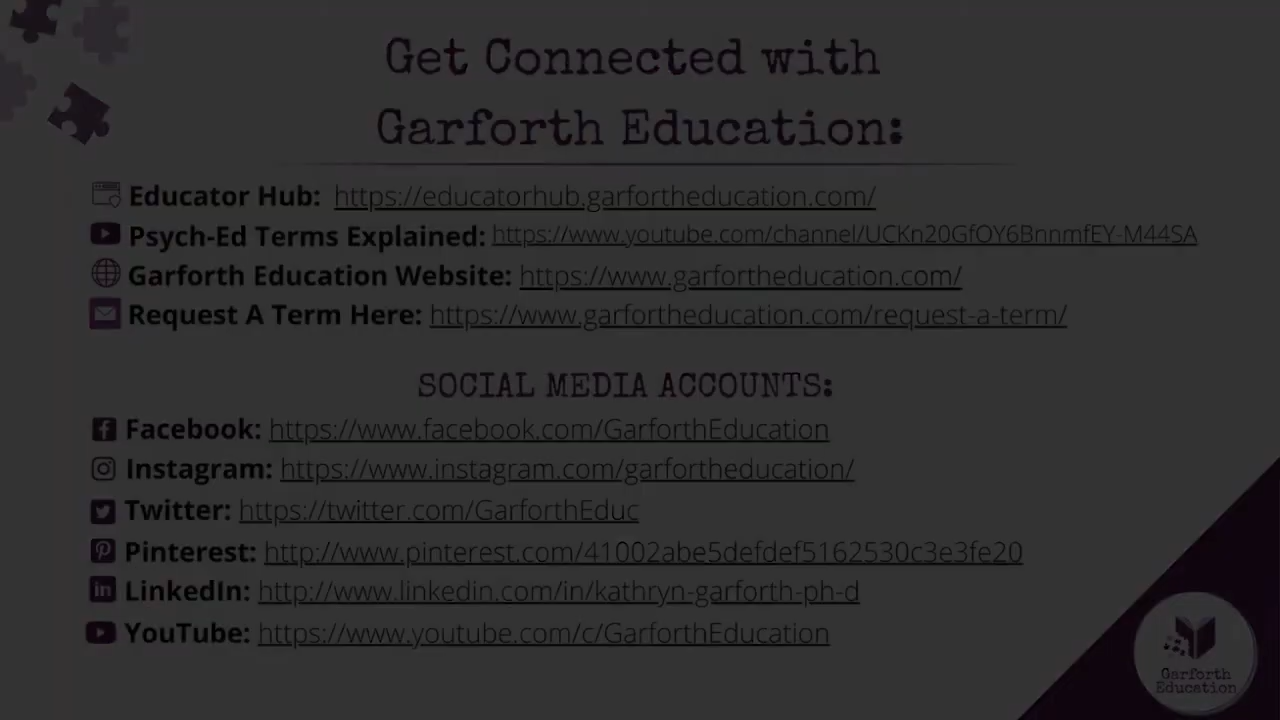 Get Connected with
Garforth Education:
Educator Hub: https://educatorhub.garfortheducation.com/
Psych-Ed Terms Explained: https://www.youtube.com/channel/UCKn20GfOY6BnnmfEY-M44SA
Garforth Education Website: https://www.garfortheducation.com/
Request A Term Here: https://www.garfortheducation.com/request-a-term/
SOCIAL MEDIA ACCOUNTS:
Facebook: https://www.facebook.com/GarforthEducation
Instagram: https://www.instagram.com/garfortheducation/
Twitter: https://twitter.com/GarforthEduc
Pinterest: http://www.pinterest.com/41002abe5defdef5162530c3e3fe20
LinkedIn: http://www.linkedin.com/in/kathryn-garforth-ph-d
YouTube: https://www.youtube.com/c/GarforthEducation
Garforth
Education